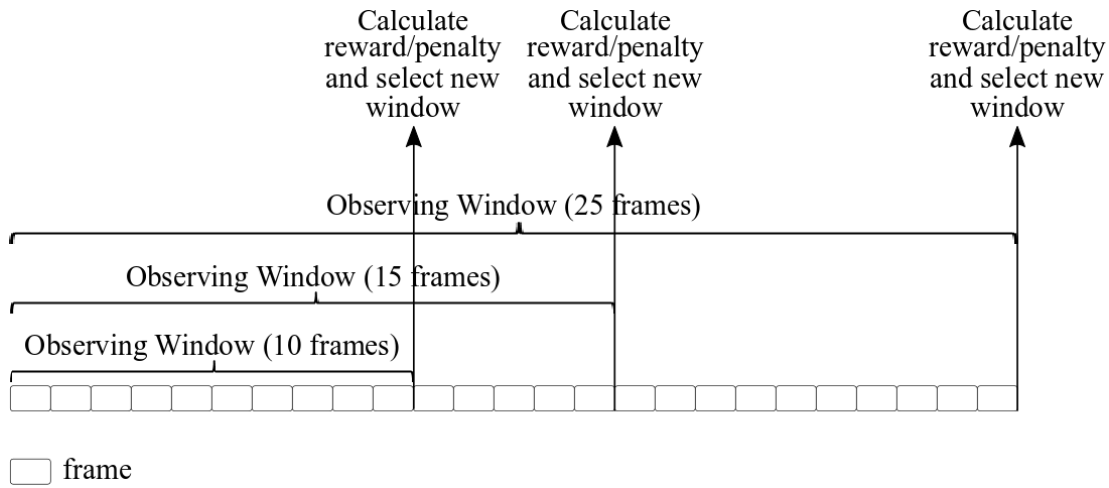 Calculate
reward/penalty
and select new
window
Calculate
reward/penalty
and select new
window
Calculate
reward/penalty
and select new
window
Observing Window (25 frames)
Observing Window (15 frames)
Observing Window (10 frames)
frame